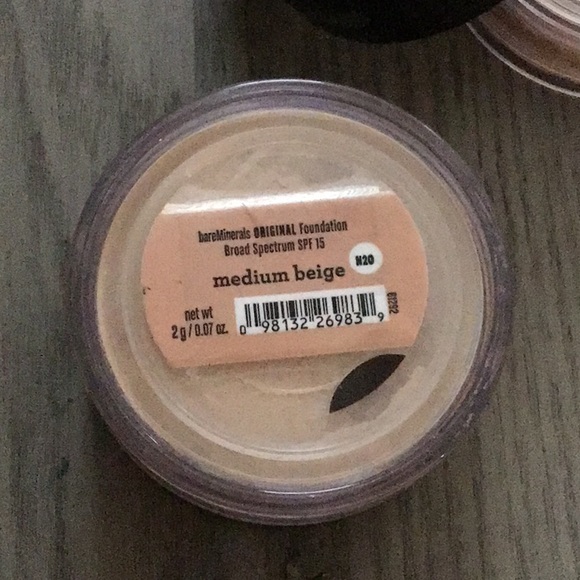 bareMinerals ORIGINAL Foundation
Broad Spectrum SPF 15
medium beige N20
net wt
2 g / 0.07 oz.
0 98132 26983 9